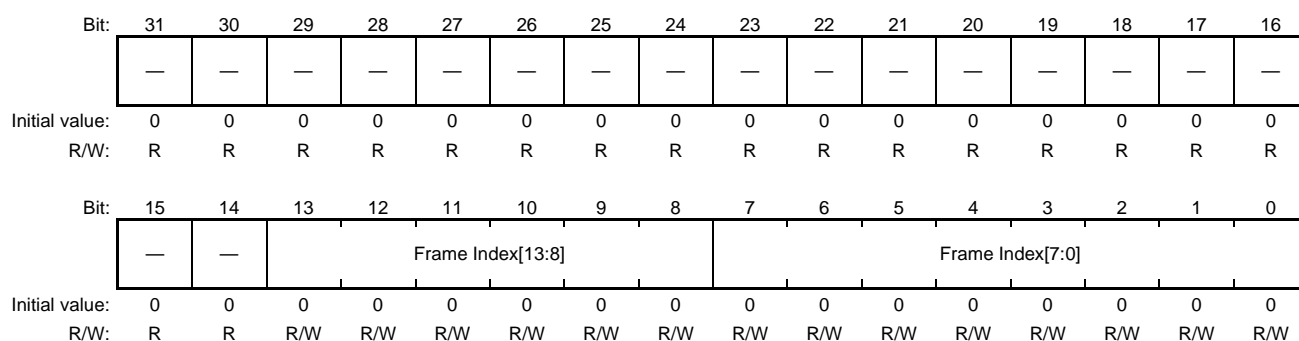 Bit: 31 30 29 28 27 26 25 24 23 22 21 20 19 18 17 16
— — — — — — — — — — — — — — — —
Initial value: 0 0 0 0 0 0 0 0 0 0 0 0 0 0 0 0
R/W: R R R R R R R R R R R R R R R R
Bit: 15 14 13 12 11 10 9 8 7 6 5 4 3 2 1 0
— — Frame Index[13:8] Frame Index[7:0]
Initial value: 0 0 0 0 0 0 0 0 0 0 0 0 0 0 0 0
R/W: R R R/W R/W R/W R/W R/W R/W R/W R/W R/W R/W R/W R/W R/W R/W